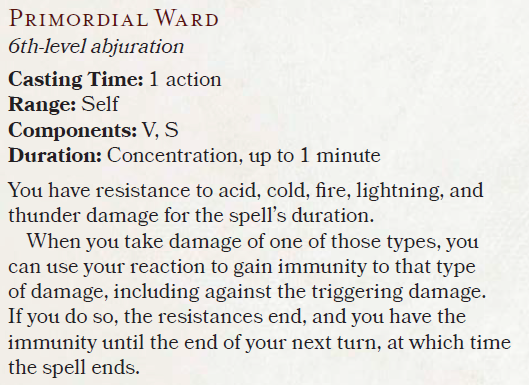 Primordial Ward
6th-level abjuration
Casting Time: 1 action
Range: Self
Components: V, S
Duration: Concentration, up to 1 minute
You have resistance to acid, cold, fire, lightning, and
thunder damage for the spell's duration.
When you take damage of one of those types, you
can use your reaction to gain immunity to that type
of damage, including against the triggering damage.
If you do so, the resistances end, and you have the
immunity until the end of your next turn, at which time
the spell ends.